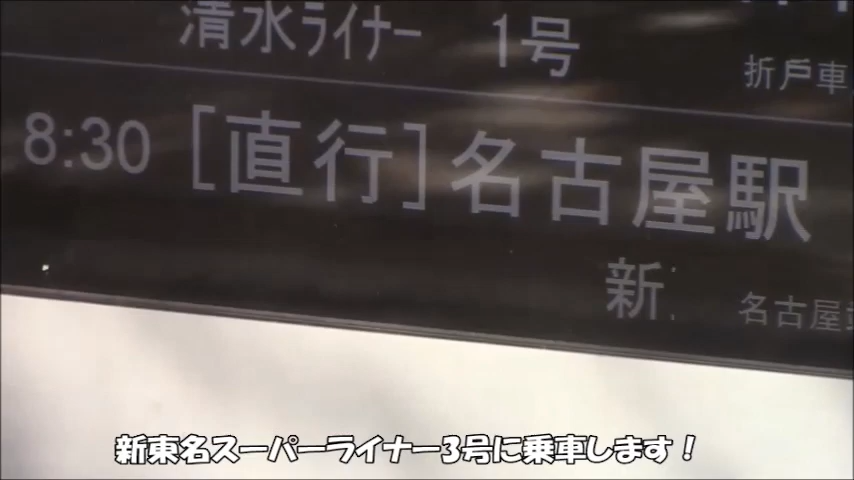 清水ライナー 1号
折戸車
8:30 [直行]名古屋駅
新 名古屋
新東名スーパーライナー3号に乗車します!